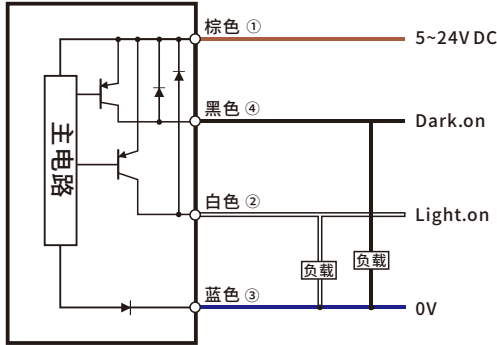 棕色 ①
5~24V DC
黑色 ④
Dark.on
主电路
白色 ②
Light.on
负载
负载
蓝色 ③
0V